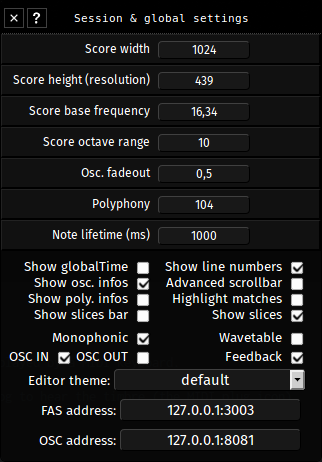 × ? Session & global settings
Score width 1024
Score height (resolution) 439
Score base frequency 16,34
Score octave range 10
Osc. fadeout 0,5
Polyphony 104
Note lifetime (ms) 1000
Show globalTime Show line numbers
Show osc. infos Advanced scrollbar
Show poly. infos Highlight matches
Show slices bar Show slices
Monophonic Wavetable
OSC IN OSC OUT Feedback
Editor theme: default
FAS address: 127.0.0.1:3003
OSC address: 127.0.0.1:8081